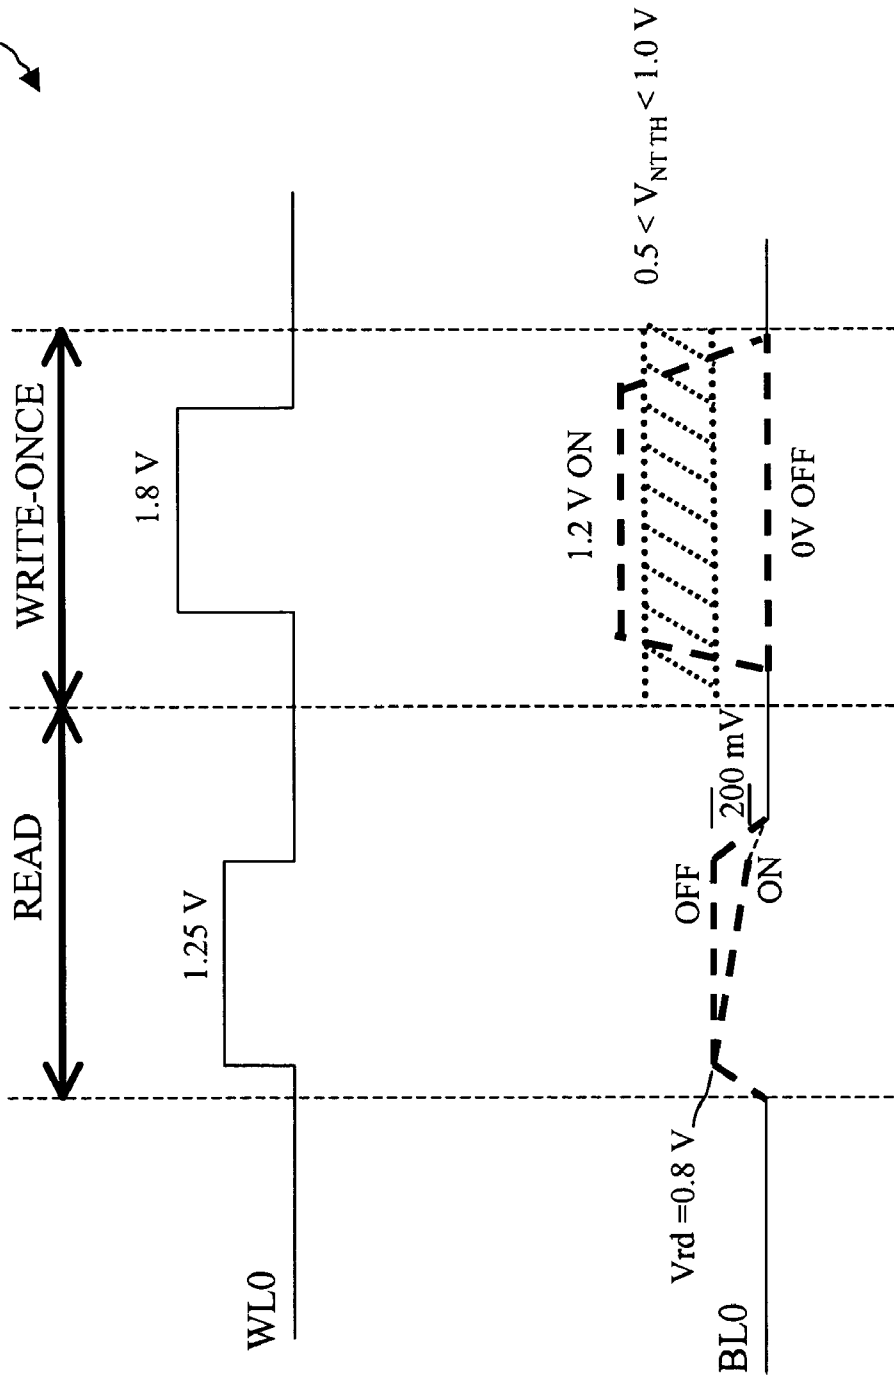 READ
WRITE-ONCE
WL0
1.25 V
1.8 V
BL0
Vrd =0.8 V
OFF
ON
200 mV
1.2 V ON
0V OFF
0.5 < V_NT TH < 1.0 V